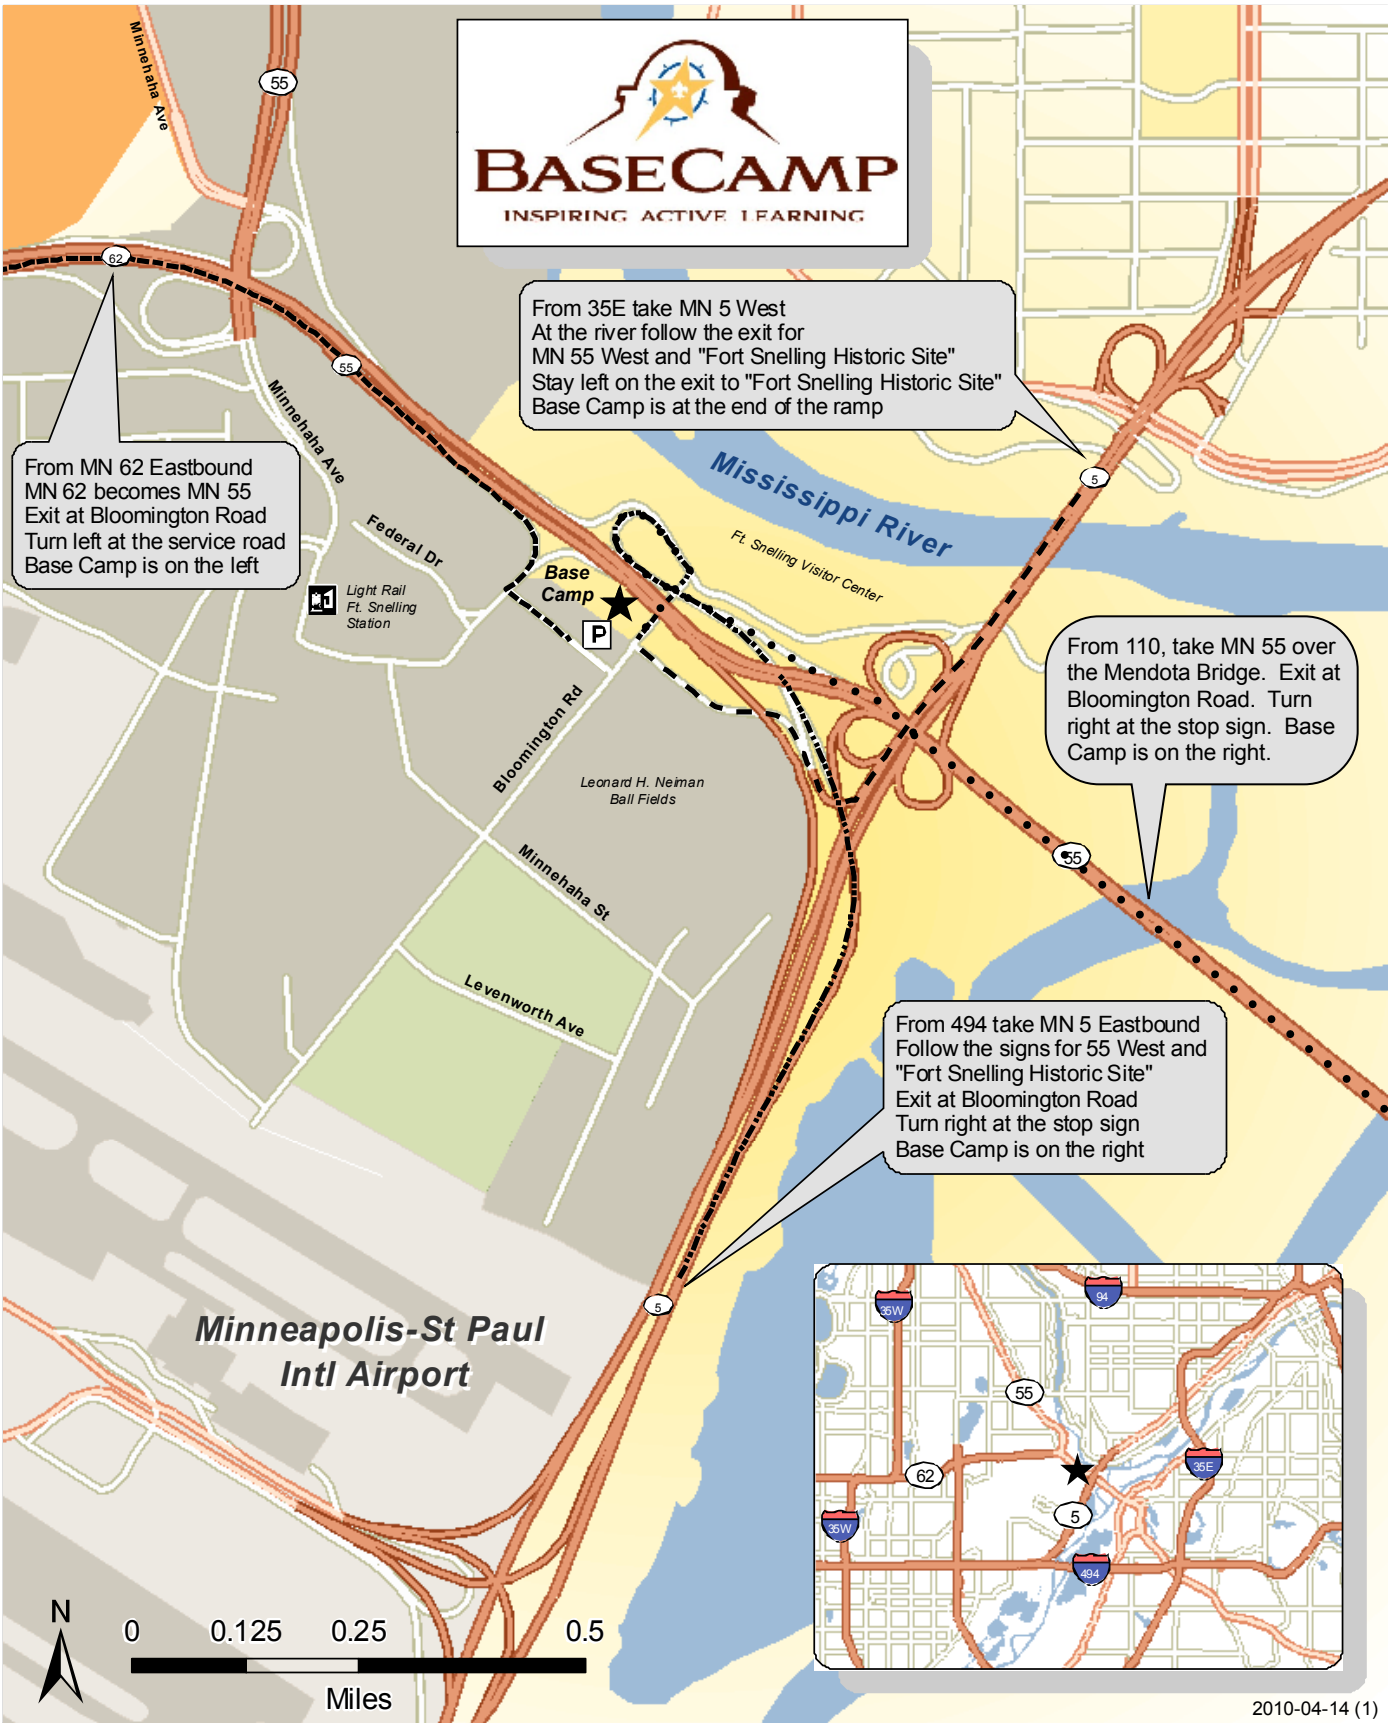 Minnehaha Ave
55
BASECAMP
INSPIRING ACTIVE LEARNING
62
From 35E take MN 5 West
At the river follow the exit for
MN 55 West and "Fort Snelling Historic Site"
Stay left on the exit to "Fort Snelling Historic Site"
Base Camp is at the end of the ramp
55
Minnehaha Ave
From MN 62 Eastbound
MN 62 becomes MN 55
Exit at Bloomington Road
Turn left at the service road
Base Camp is on the left
Mississippi River
5
Federal Dr
Ft. Snelling Visitor Center
Base
Camp
Light Rail
Ft. Snelling
Station
P
From 110, take MN 55 over
the Mendota Bridge.  Exit at
Bloomington Road.  Turn
right at the stop sign.  Base
Camp is on the right.
Bloomington Rd
Leonard H. Neiman
Ball Fields
55
Minnehaha St
Levenworth Ave
From 494 take MN 5 Eastbound
Follow the signs for 55 West and
"Fort Snelling Historic Site"
Exit at Bloomington Road
Turn right at the stop sign
Base Camp is on the right
5
Minneapolis-St Paul
Intl Airport
35W
94
55
62
35E
5
35W
494
N
0 0.125 0.25 0.5
Miles
2010-04-14 (1)